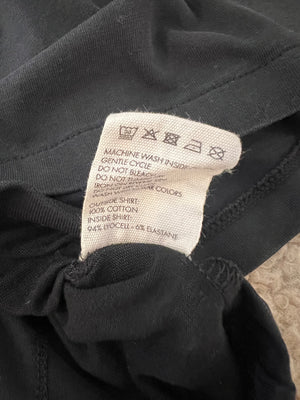 MACHINE WASH INSIDE
GENTLE CYCLE
DO NOT BLEACH
DO NOT
COLORS
OUTSIDE SHIRT:
100% COTTON
INSIDE SHIRT:
94% LYOCELL - 6% ELASTANE